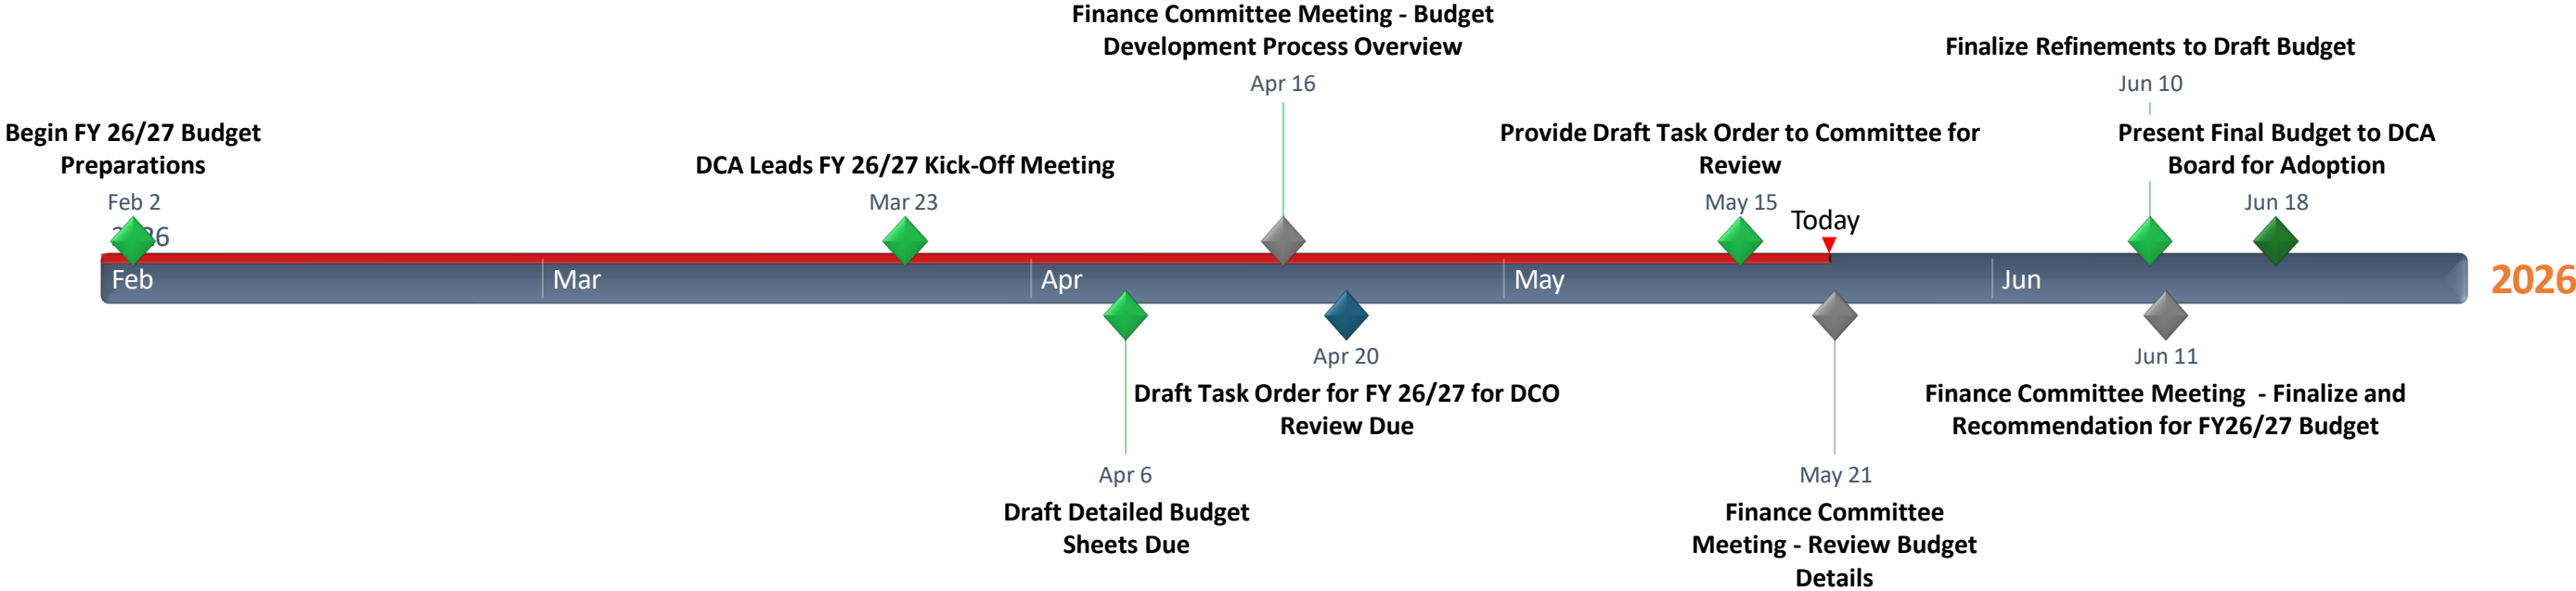 Finance Committee Meeting - Budget
Development Process Overview
Apr 16
Finalize Refinements to Draft Budget
Jun 10
Begin FY 26/27 Budget
Preparations
Feb 2
DCA Leads FY 26/27 Kick-Off Meeting
Mar 23
Provide Draft Task Order to Committee for
Review
May 15
Today
Present Final Budget to DCA
Board for Adoption
Jun 18
Feb
Mar
Apr
May
Jun
2026
Apr 20
Draft Task Order for FY 26/27 for DCO
Review Due
Jun 11
Finance Committee Meeting  - Finalize and
Recommendation for FY26/27 Budget
Apr 6
Draft Detailed Budget
Sheets Due
May 21
Finance Committee
Meeting - Review Budget
Details